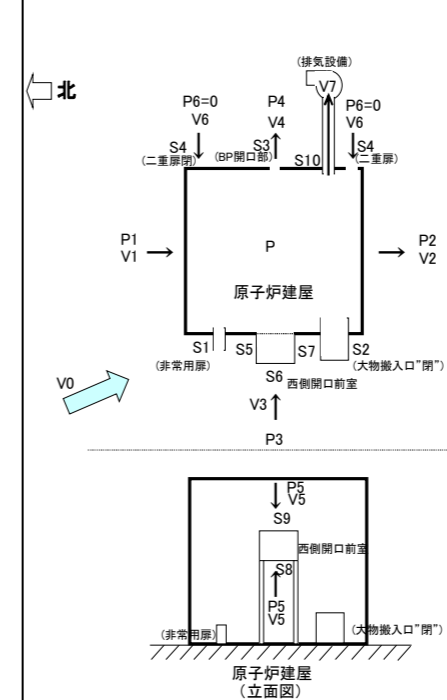 北
(排気設備)
V7
P6=0
V6
P4
V4
P6=0
V6
S4
(二重扉閉)
S3
(BP開口部)
S10
S4
(二重扉)
P1
V1
P
P2
V2
原子炉建屋
S1
S5
S7
S2
(非常用扉)
(大物搬入口"閉")
S6
西側開口前室
V0
V3
P3
P5
V5
S9
西側開口前室
S8
P5
V5
(非常用扉)
(大物搬入口"閉")
原子炉建屋
(立面図)